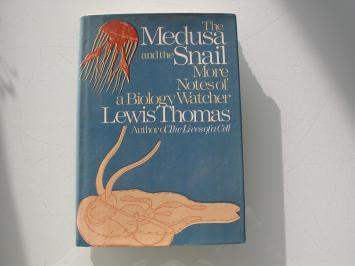 The
Medusa
and the Snail
More
Notes of
a Biology Watcher
Lewis Thomas
Author of The Lives of a Cell